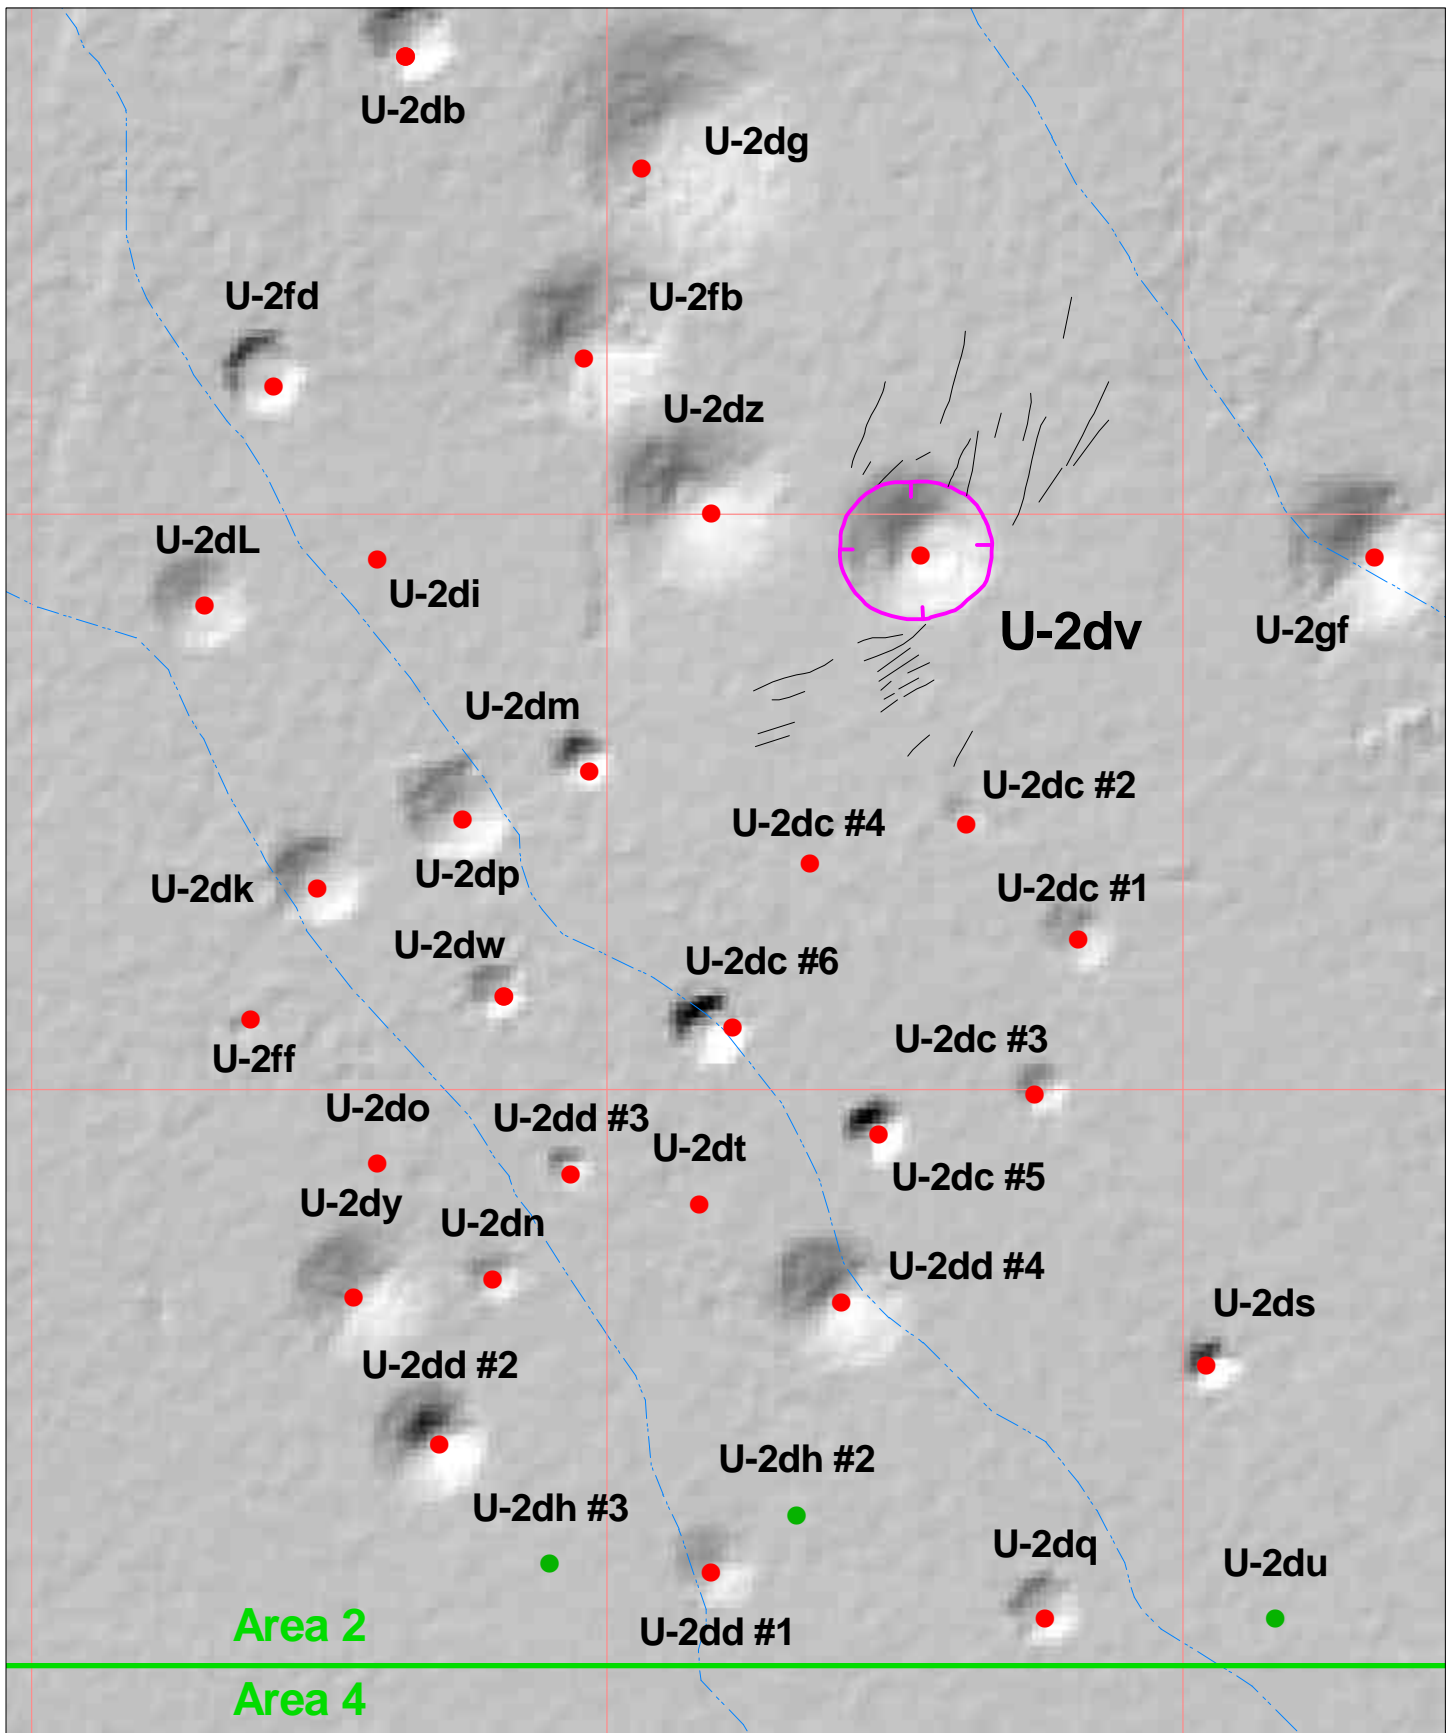 U-2db
U-2dg
U-2fd
U-2fb
U-2dz
U-2dL
U-2di
U-2dv
U-2gf
U-2dm
U-2dc #2
U-2dc #4
U-2dp
U-2dk
U-2dc #1
U-2dw
U-2dc #6
U-2dc #3
U-2ff
U-2do
U-2dd #3
U-2dt
U-2dc #5
U-2dy
U-2dn
U-2dd #4
U-2ds
U-2dd #2
U-2dh #2
U-2dh #3
U-2dq
U-2du
Area 2
U-2dd #1
Area 4